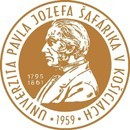 UNIVERZITA PAVLA JOZEFA ŠAFÁRIKA V KOŠICIACH
1795
1861
· 1959 ·